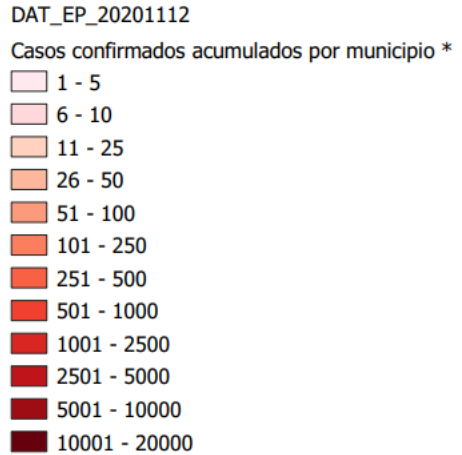 DAT_EP_20201112
Casos confirmados acumulados por municipio *
1 - 5
6 - 10
11 - 25
26 - 50
51 - 100
101 - 250
251 - 500
501 - 1000
1001 - 2500
2501 - 5000
5001 - 10000
10001 - 20000